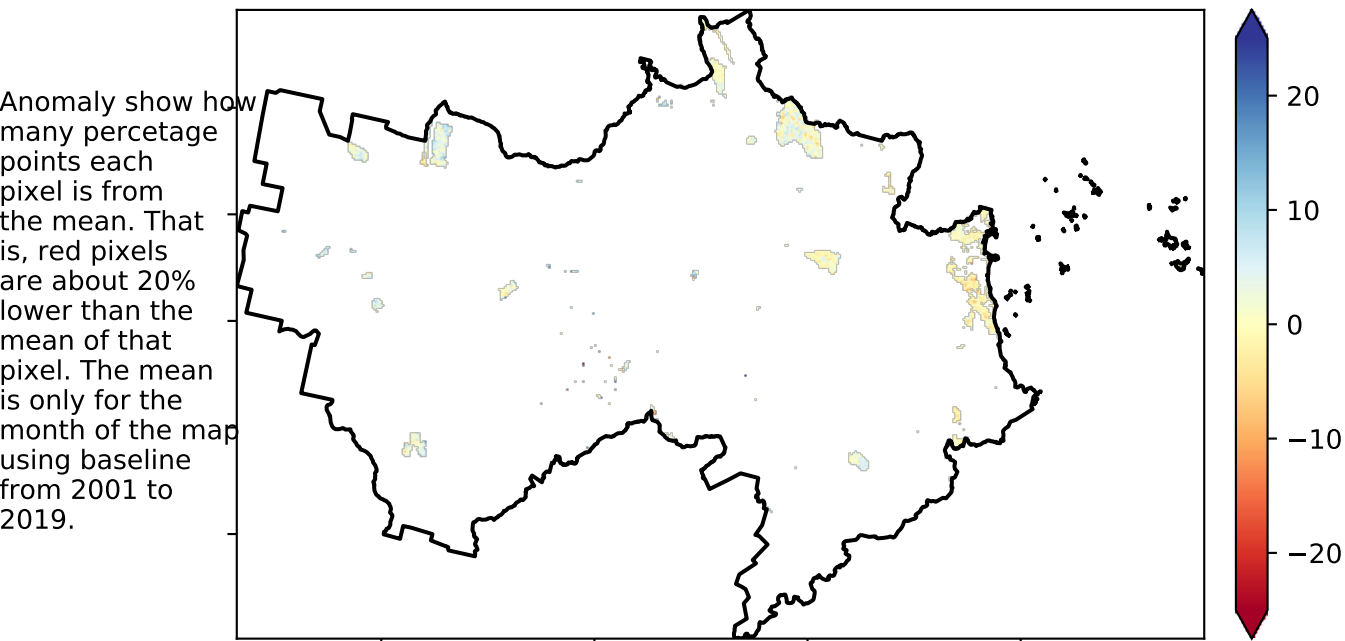 Anomaly show how
many percetage
points each
pixel is from
the mean. That
is, red pixels
are about 20%
lower than the
mean of that
pixel. The mean
is only for the
month of the map
using baseline
from 2001 to
2019.
20
10
0
−10
−20